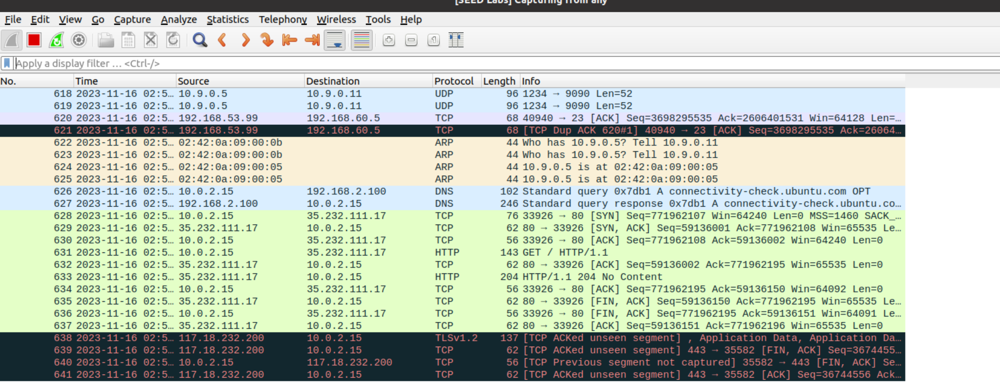 [SEED Labs] Capturing from any
File Edit View Go Capture Analyze Statistics Telephony Wireless Tools Help
Apply a display filter … <Ctrl-/>
No. Time Source Destination Protocol Length Info
618 2023-11-16 02:5… 10.9.0.5 10.9.0.11 UDP 96 1234 → 9090 Len=52
619 2023-11-16 02:5… 10.9.0.5 10.9.0.11 UDP 96 1234 → 9090 Len=52
620 2023-11-16 02:5… 192.168.53.99 192.168.60.5 TCP 68 40940 → 23 [ACK] Seq=3698295535 Ack=2606401531 Win=64128 Len=…
621 2023-11-16 02:5… 192.168.53.99 192.168.60.5 TCP 68 [TCP Dup ACK 620#1] 40940 → 23 [ACK] Seq=3698295535 Ack=26064…
622 2023-11-16 02:5… 02:42:0a:09:00:0b ARP 44 Who has 10.9.0.5? Tell 10.9.0.11
623 2023-11-16 02:5… 02:42:0a:09:00:0b ARP 44 Who has 10.9.0.5? Tell 10.9.0.11
624 2023-11-16 02:5… 02:42:0a:09:00:05 ARP 44 10.9.0.5 is at 02:42:0a:09:00:05
625 2023-11-16 02:5… 02:42:0a:09:00:05 ARP 44 10.9.0.5 is at 02:42:0a:09:00:05
626 2023-11-16 02:5… 10.0.2.15 192.168.2.100 DNS 102 Standard query 0x7db1 A connectivity-check.ubuntu.com OPT
627 2023-11-16 02:5… 192.168.2.100 10.0.2.15 DNS 246 Standard query response 0x7db1 A connectivity-check.ubuntu.co…
628 2023-11-16 02:5… 10.0.2.15 35.232.111.17 TCP 76 33926 → 80 [SYN] Seq=771962107 Win=64240 Len=0 MSS=1460 SACK_…
629 2023-11-16 02:5… 35.232.111.17 10.0.2.15 TCP 62 80 → 33926 [SYN, ACK] Seq=59136001 Ack=771962108 Win=65535 Le…
630 2023-11-16 02:5… 10.0.2.15 35.232.111.17 TCP 56 33926 → 80 [ACK] Seq=771962108 Ack=59136002 Win=64240 Len=0
631 2023-11-16 02:5… 10.0.2.15 35.232.111.17 HTTP 143 GET / HTTP/1.1
632 2023-11-16 02:5… 35.232.111.17 10.0.2.15 TCP 62 80 → 33926 [ACK] Seq=59136002 Ack=771962195 Win=65535 Len=0
633 2023-11-16 02:5… 35.232.111.17 10.0.2.15 HTTP 204 HTTP/1.1 204 No Content
634 2023-11-16 02:5… 10.0.2.15 35.232.111.17 TCP 56 33926 → 80 [ACK] Seq=771962195 Ack=59136150 Win=64092 Len=0
635 2023-11-16 02:5… 35.232.111.17 10.0.2.15 TCP 62 80 → 33926 [FIN, ACK] Seq=59136150 Ack=771962195 Win=65535 Le…
636 2023-11-16 02:5… 10.0.2.15 35.232.111.17 TCP 56 33926 → 80 [FIN, ACK] Seq=771962195 Ack=59136151 Win=64091 Le…
637 2023-11-16 02:5… 35.232.111.17 10.0.2.15 TCP 62 80 → 33926 [ACK] Seq=59136151 Ack=771962196 Win=65535 Len=0
638 2023-11-16 02:5… 117.18.232.200 10.0.2.15 TLSv1.2 137 [TCP ACKed unseen segment] , Application Data, Application Da…
639 2023-11-16 02:5… 117.18.232.200 10.0.2.15 TCP 62 [TCP ACKed unseen segment] 443 → 35582 [FIN, ACK] Seq=3674455…
640 2023-11-16 02:5… 10.0.2.15 117.18.232.200 TCP 56 [TCP Previous segment not captured] 35582 → 443 [FIN, ACK] Se…
641 2023-11-16 02:5… 117.18.232.200 10.0.2.15 TCP 62 [TCP ACKed unseen segment] 443 → 35582 [ACK] Seq=36744556 Ack…